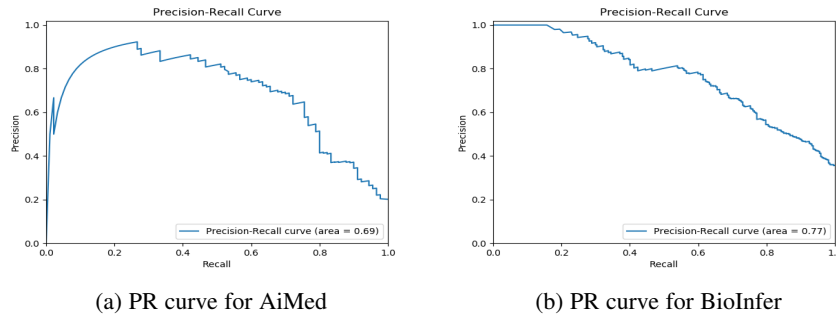 Precision-Recall Curve
1.0
0.8
0.6
0.4
0.2
0.0
Precision
0.0 0.2 0.4 0.6 0.8 1.0
Recall
Precision-Recall curve (area = 0.69)
(a) PR curve for AiMed
Precision-Recall Curve
1.0
0.8
0.6
0.4
0.2
0.0
Precision
0.0 0.2 0.4 0.6 0.8
Recall
Precision-Recall curve (area = 0.77)
(b) PR curve for BioInfer